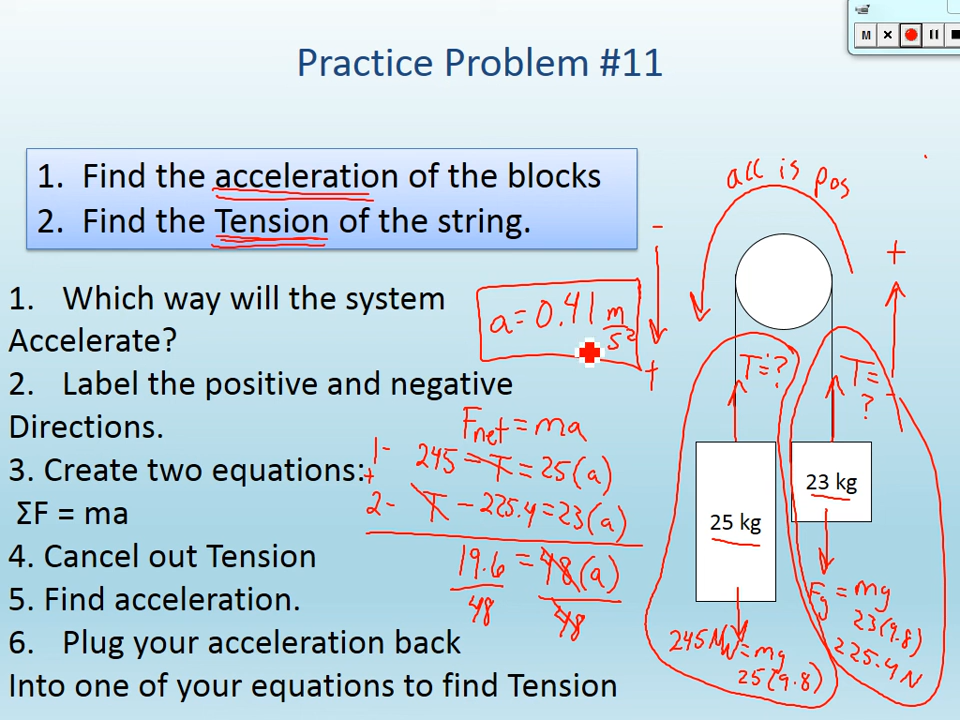 M
Practice Problem #11
1. Find the acceleration of the blocks
2. Find the Tension of the string.
all is pos
1. Which way will the system
Accelerate?
a = 0.41 m/s²
-
+
+
2. Label the positive and negative
Directions.
T=?
T=
?
Fnet = ma
3. Create two equations:
ΣF = ma
1- 245 - T = 25(a)
+
2- T - 225.4 = 23(a)
19.6 = 48(a)
48 48
23 kg
25 kg
4. Cancel out Tension
5. Find acceleration.
6. Plug your acceleration back
Into one of your equations to find Tension
Fg = mg
23(9.8)
225.4 N
245N W = mg
25(9.8)